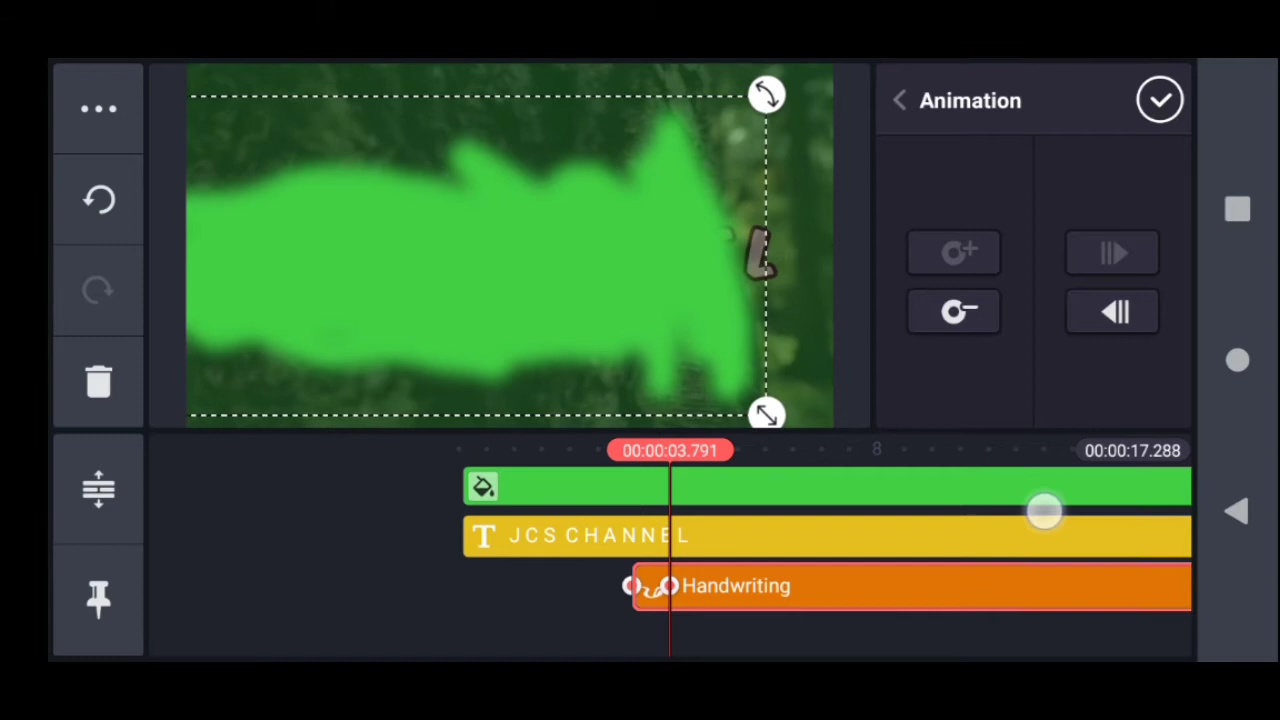 Animation
00:00:03.791
8
00:00:17.288
T JCS CHANNEL
Handwriting
L